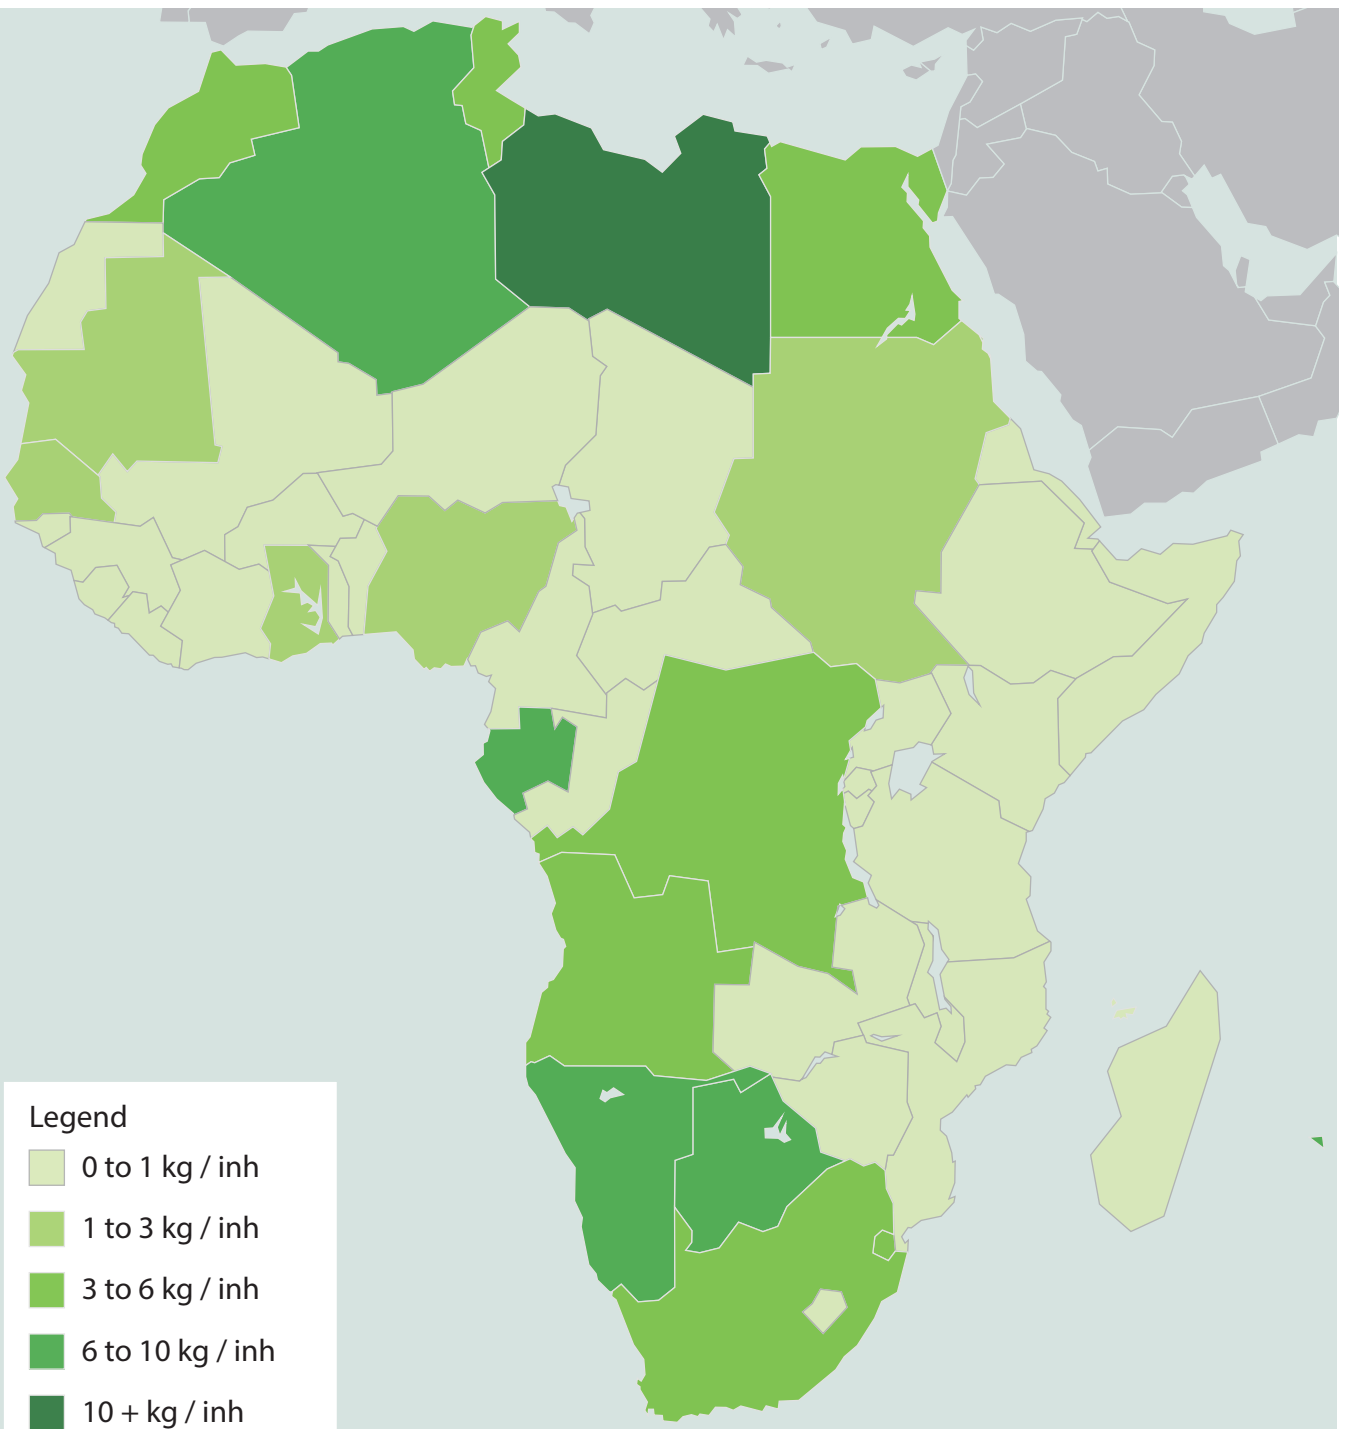 Legend
0 to 1 kg / inh
1 to 3 kg / inh
3 to 6 kg / inh
6 to 10 kg / inh
10 + kg / inh